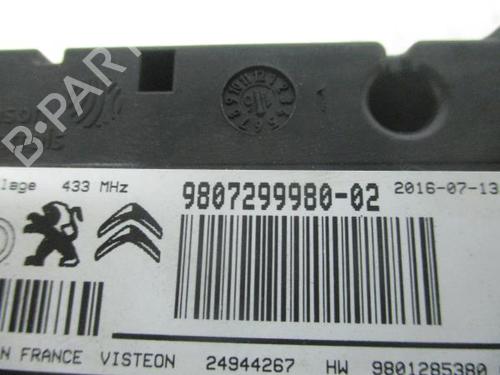 B-PARTS
lage 433 MHz
9807299980-02 2016-07-13
N FRANCE VISTEON 24944267 HW 9801285380